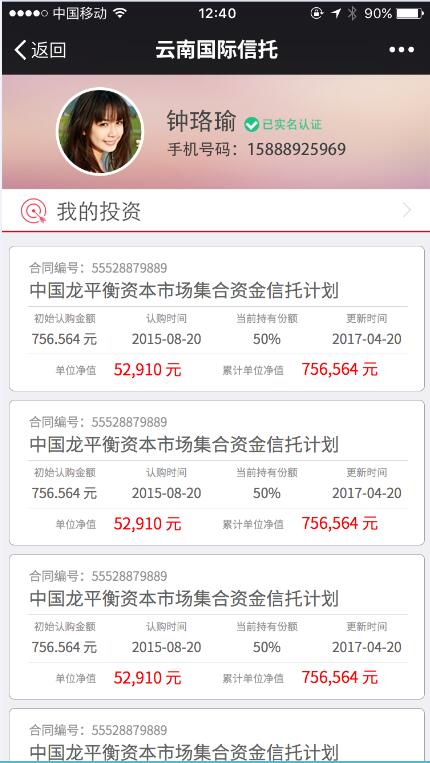 中国移动 12:40 90%
返回 云南国际信托
钟珞瑜 已实名认证
手机号码：15888925969
我的投资
合同编号：55528879889
中国龙平衡资本市场集合资金信托计划
初始认购金额 认购时间 当前持有份额 更新时间
756.564 元 2015-08-20 50% 2017-04-20
单位净值 52,910 元 累计单位净值 756,564 元
合同编号：55528879889
中国龙平衡资本市场集合资金信托计划
初始认购金额 认购时间 当前持有份额 更新时间
756.564 元 2015-08-20 50% 2017-04-20
单位净值 52,910 元 累计单位净值 756,564 元
合同编号：55528879889
中国龙平衡资本市场集合资金信托计划
初始认购金额 认购时间 当前持有份额 更新时间
756.564 元 2015-08-20 50% 2017-04-20
单位净值 52,910 元 累计单位净值 756,564 元
合同编号：55528879889
中国龙平衡资本市场集合资金信托计划